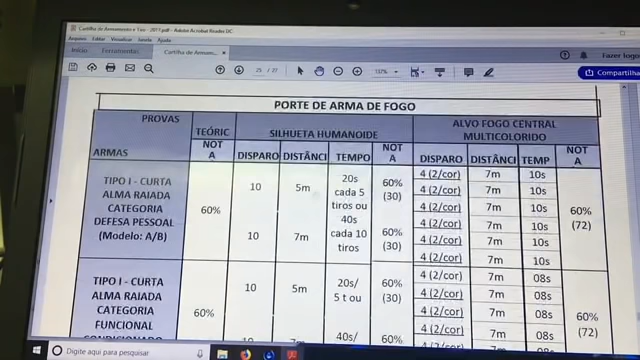 Cartilha de Armamento e Tiro - 2017.pdf - Adobe Acrobat Reader DC
Arquivo Editar Visualizar Janela Ajuda
Início Ferramentas Cartilha de Armam... ×
Fazer logon
25 / 27
Compartilhar
PORTE DE ARMA DE FOGO
PROVAS
ARMAS
TEÓRIC
NOT
A
SILHUETA HUMANOIDE
ALVO FOGO CENTRAL
MULTICOLORIDO
DISPARO DISTÂNCI TEMPO NOT
A
DISPARO DISTÂNCI TEMP NOT
A
TIPO I - CURTA
ALMA RAIADA
CATEGORIA
DEFESA PESSOAL
(Modelo: A/B)
60%
10 5m 20s
cada 5
tiros ou
60%
(30)
10 7m 40s
cada 10
tiros
60%
(30)
4 (2/cor) 7m 10s
4 (2/cor) 7m 10s
4 (2/cor) 7m 10s
4 (2/cor) 7m 10s
4 (2/cor) 7m 10s
4 (2/cor) 7m 10s
60%
(72)
TIPO I - CURTA
ALMA RAIADA
CATEGORIA
FUNCIONAL
60%
10 5m 20s/
5 t ou
60%
(30)
10 7m 40s/ 60%
4 (2/cor) 7m 08s
4 (2/cor) 7m 08s
4 (2/cor) 7m 08s
4 (2/cor) 7m 08s
4 (2/cor) 7m 08s
60%
(72)
Digite aqui para pesquisar